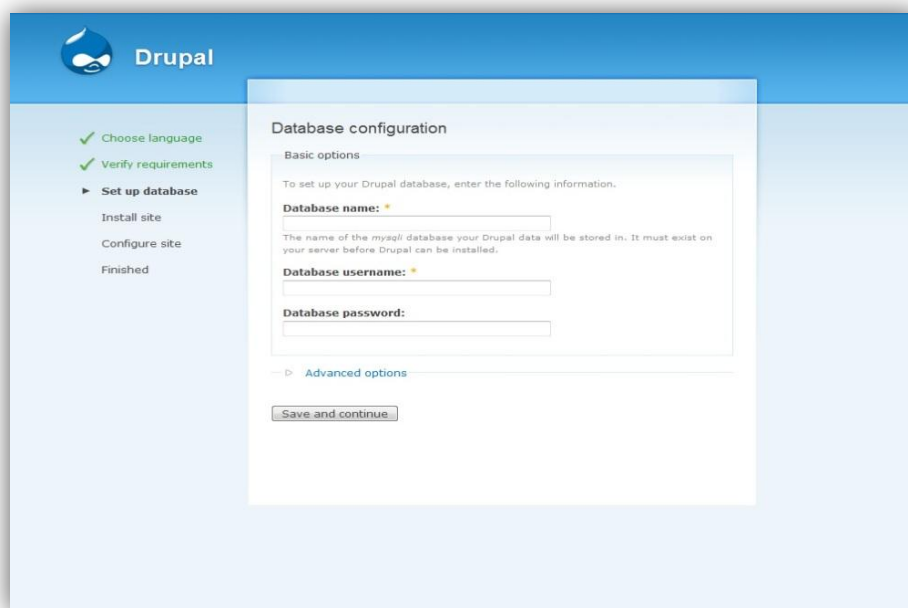 Drupal
Choose language
Verify requirements
Set up database
Install site
Configure site
Finished
Database configuration
Basic options
To set up your Drupal database, enter the following information.
Database name: *
The name of the mysqli database your Drupal data will be stored in. It must exist on
your server before Drupal can be installed.
Database username: *
Database password:
Advanced options
Save and continue